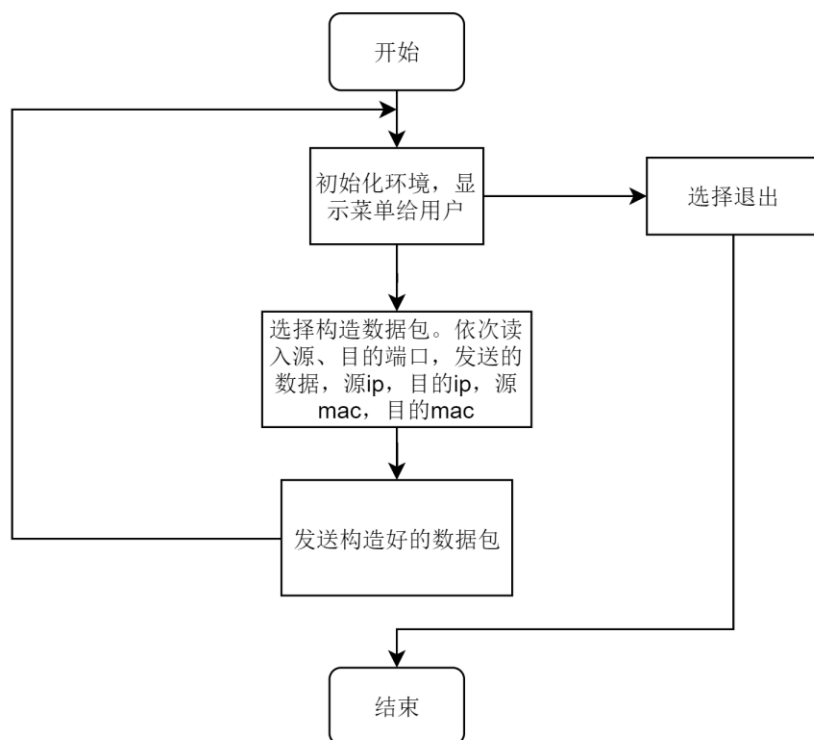 开始
初始化环境，显
示菜单给用户
选择退出
选择构造数据包。依次读
入源、目的端口，发送的
数据，源ip，目的ip，源
mac，目的mac
发送构造好的数据包
结束